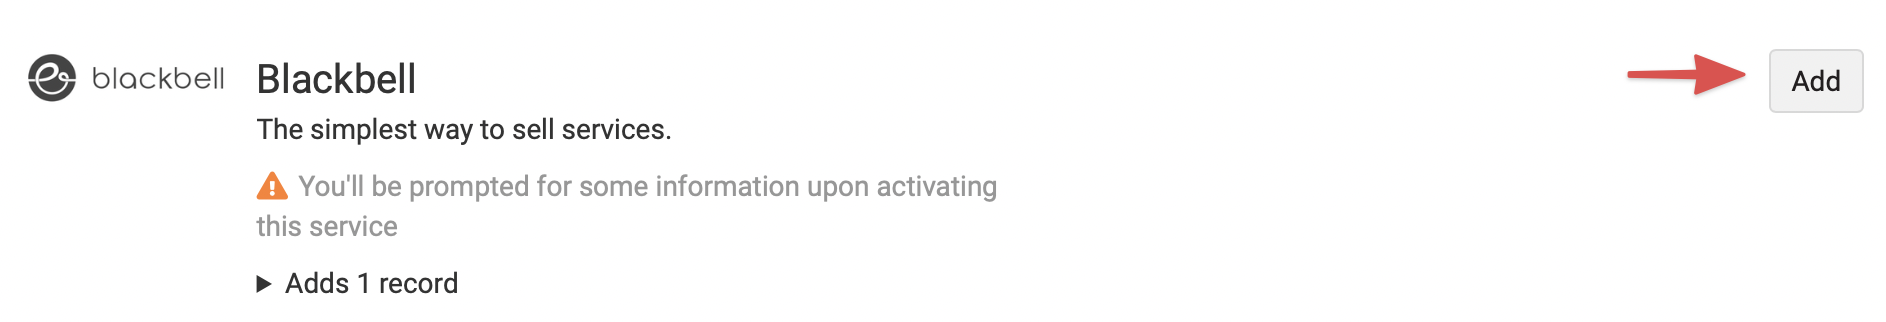 blackbell
Blackbell
Add
The simplest way to sell services.
You'll be prompted for some information upon activating
this service
Adds 1 record